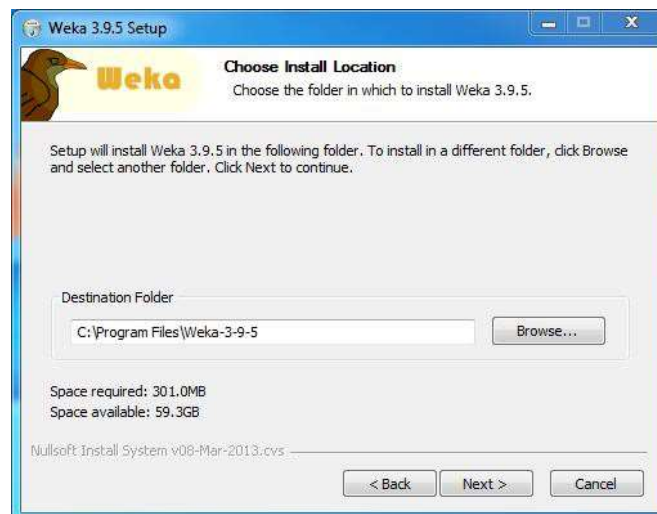 Weka 3.9.5 Setup
Weka
Choose Install Location
Choose the folder in which to install Weka 3.9.5.
Setup will install Weka 3.9.5 in the following folder. To install in a different folder, click Browse
and select another folder. Click Next to continue.
Destination Folder
C:\Program Files\Weka-3-9-5
Browse...
Space required: 301.0MB
Space available: 59.3GB
Nullsoft Install System v08-Mar-2013.cvs
< Back
Next >
Cancel